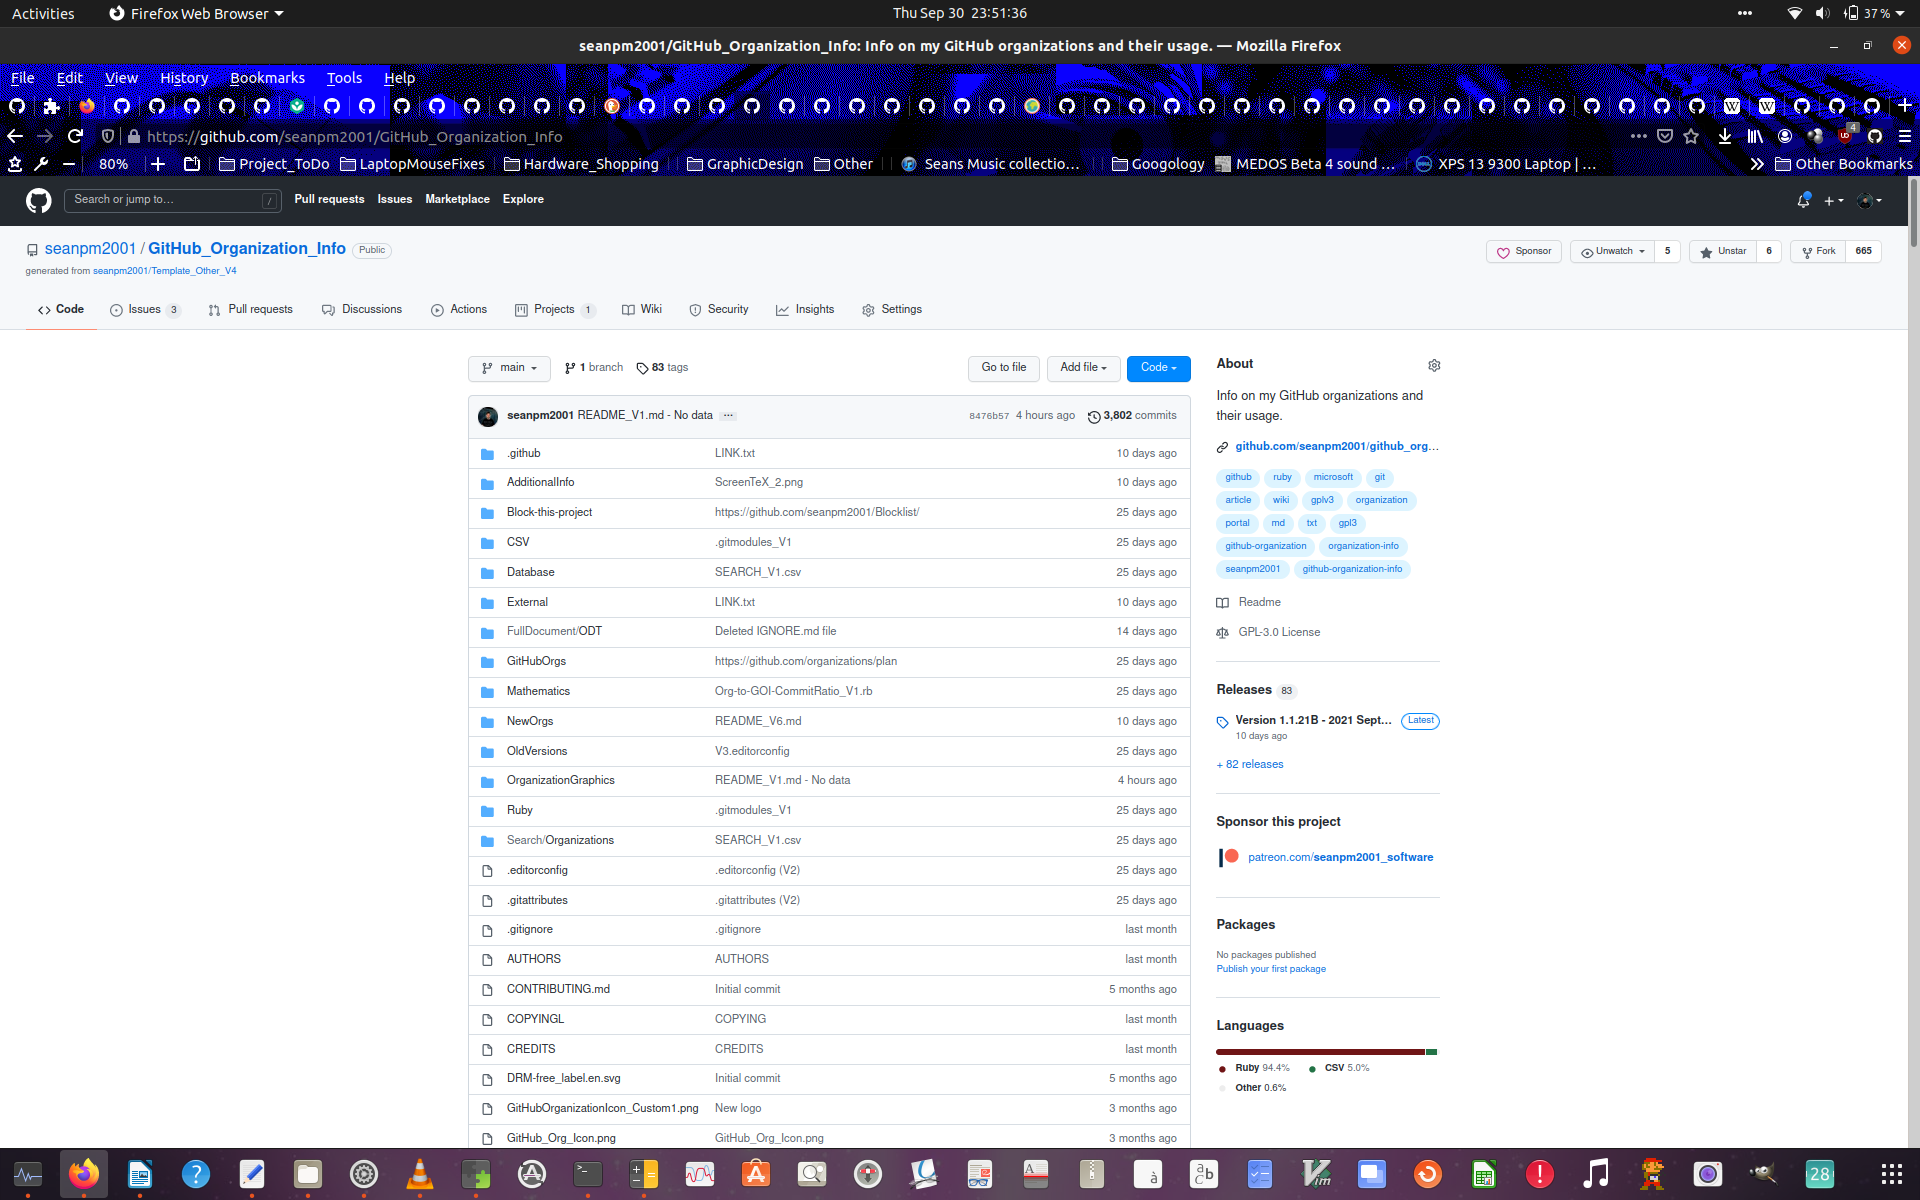 Activities Firefox Web Browser Thu Sep 30 23:51:36 37 %
seanpm2001/GitHub_Organization_Info: Info on my GitHub organizations and their usage. — Mozilla Firefox
File Edit View History Bookmarks Tools Help
https://github.com/seanpm2001/GitHub_Organization_Info 4
80% Project_ToDo LaptopMouseFixes Hardware_Shopping GraphicDesign Other Seans Music collectio… Googology MEDOS Beta 4 sound … XPS 13 9300 Laptop | … Other Bookmarks
Search or jump to… / Pull requests Issues Marketplace Explore
seanpm2001 / GitHub_Organization_Info Public Sponsor Unwatch 5 Unstar 6 Fork 665
generated from seanpm2001/Template_Other_V4
Code Issues 3 Pull requests Discussions Actions Projects 1 Wiki Security Insights Settings
main 1 branch 83 tags Go to file Add file Code
seanpm2001 README_V1.md - No data ... 8476b57 4 hours ago 3,802 commits
.github LINK.txt 10 days ago
AdditionalInfo ScreenTeX_2.png 10 days ago
Block-this-project https://github.com/seanpm2001/Blocklist/ 25 days ago
CSV .gitmodules_V1 25 days ago
Database SEARCH_V1.csv 25 days ago
External LINK.txt 10 days ago
FullDocument/ODT Deleted IGNORE.md file 14 days ago
GitHubOrgs https://github.com/organizations/plan 25 days ago
Mathematics Org-to-GOI-CommitRatio_V1.rb 25 days ago
NewOrgs README_V6.md 10 days ago
OldVersions V3.editorconfig 25 days ago
OrganizationGraphics README_V1.md - No data 4 hours ago
Ruby .gitmodules_V1 25 days ago
Search/Organizations SEARCH_V1.csv 25 days ago
.editorconfig .editorconfig (V2) 25 days ago
.gitattributes .gitattributes (V2) 25 days ago
.gitignore .gitignore last month
AUTHORS AUTHORS last month
CONTRIBUTING.md Initial commit 5 months ago
COPYINGL COPYING last month
CREDITS CREDITS last month
DRM-free_label.en.svg Initial commit 5 months ago
GitHubOrganizationIcon_Custom1.png New logo 3 months ago
GitHub_Org_Icon.png GitHub_Org_Icon.png 3 months ago
About
Info on my GitHub organizations and
their usage.
github.com/seanpm2001/github_org…
github ruby microsoft git
article wiki gplv3 organization
portal md txt gpl3
github-organization organization-info
seanpm2001 github-organization-info
Readme
GPL-3.0 License
Releases 83
Version 1.1.21B - 2021 Sept… Latest
10 days ago
+ 82 releases
Sponsor this project
patreon.com/seanpm2001_software
Packages
No packages published
Publish your first package
Languages
Ruby 94.4% CSV 5.0%
Other 0.6%
28